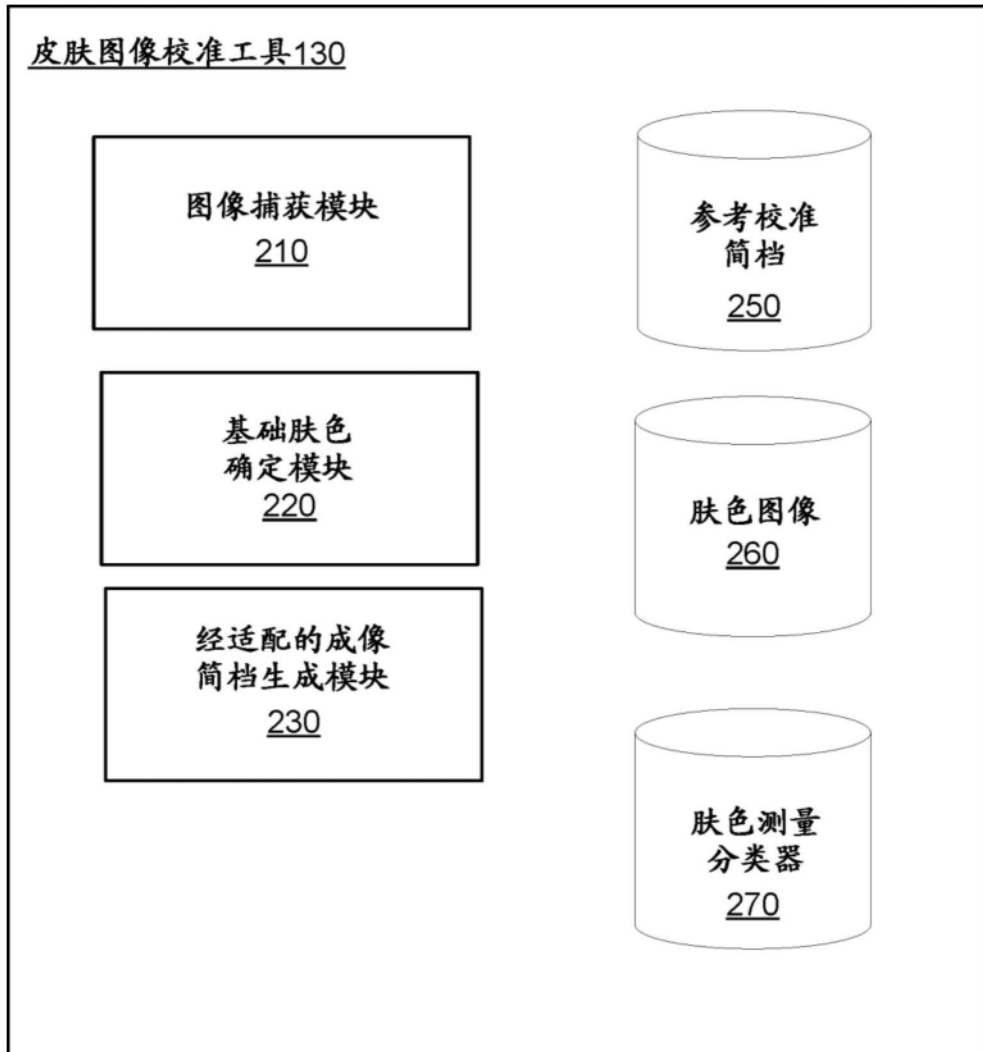 皮肤图像校准工具130
图像捕获模块
210
基础肤色
确定模块
220
经适配的成像
简档生成模块
230
参考校准
简档
250
肤色图像
260
肤色测量
分类器
270